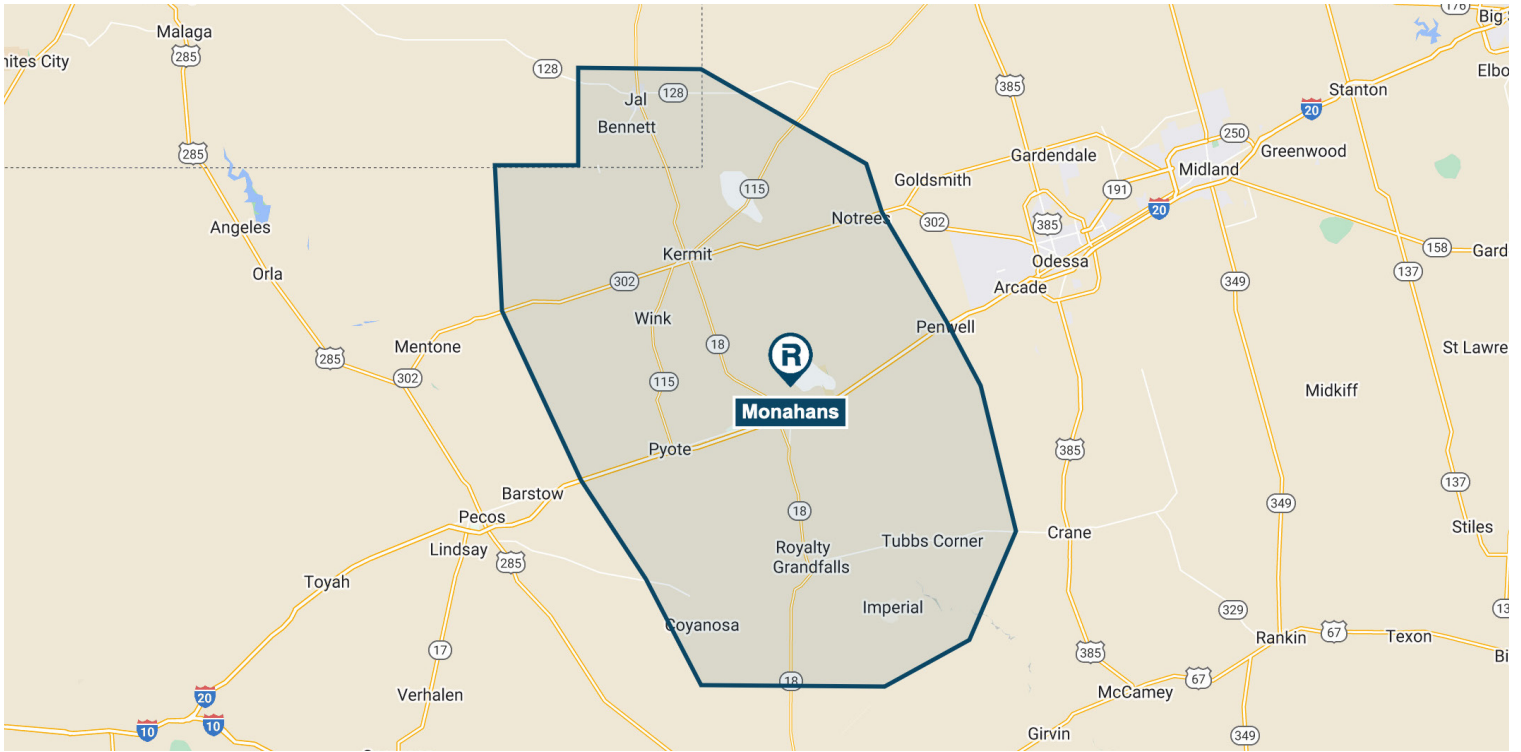 176
Big
Malaga
285
nites City
128
Elbo
385
Stanton
Jal
128
20
Bennett
250
285
Gardendale
Greenwood
Midland
Goldsmith
191
115
20
Notrees
302
385
Angeles
158
Gard
Kermit
Odessa
137
Orla
302
349
Arcade
Wink
Penwell
Mentone
18
R
St Lawre
285
302
115
Midkiff
Monahans
Pyote
385
137
Barstow
349
18
Pecos
Stiles
Crane
Lindsay
Royalty
Tubbs Corner
285
Grandfalls
Toyah
Imperial
329
13
Coyanosa
Rankin
67
Texon
17
385
Bi
18
67
20
Verhalen
McCamey
10
10
Girvin
349